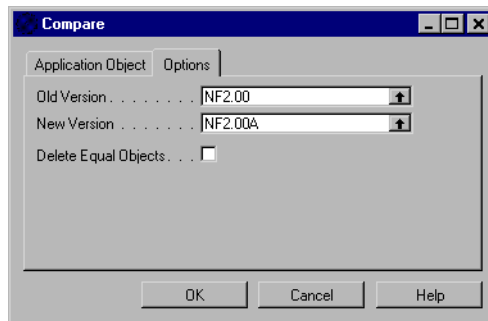 Compare
Application Object Options
Old Version . . . . . . . . NF2.00
New Version . . . . . . . NF2.00A
Delete Equal Objects . . .
OK Cancel Help